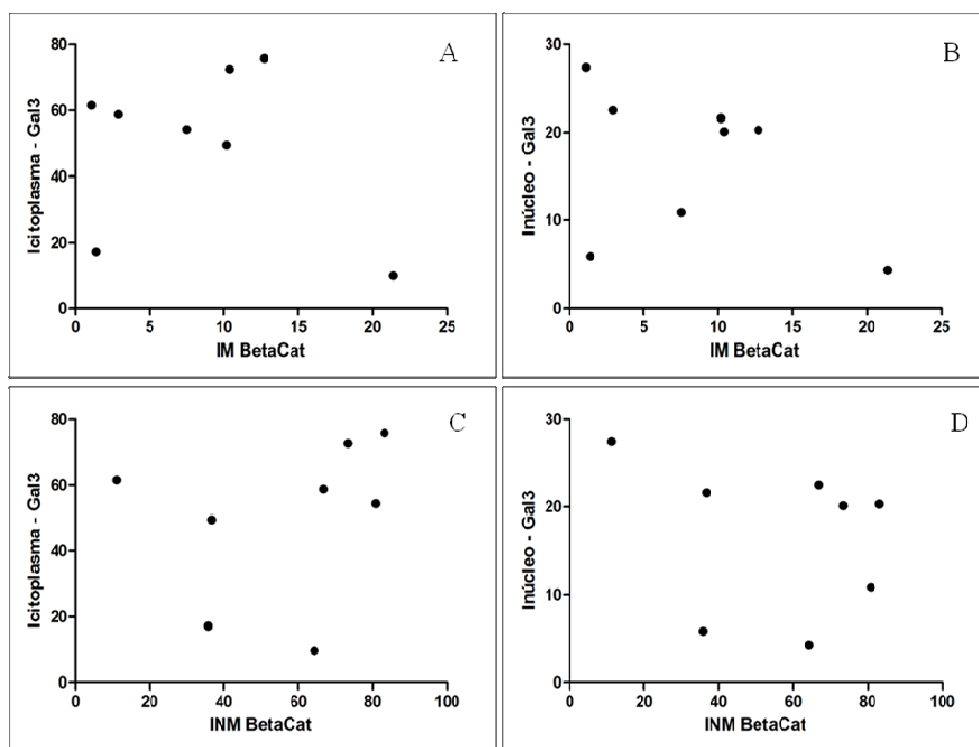 A
80
60
40
20
0
Icitoplasma - Gal3
0 5 10 15 20 25
IM BetaCat
B
30
20
10
0
Inúcleo - Gal3
0 5 10 15 20 25
IM BetaCat
C
80
60
40
20
0
Icitoplasma - Gal3
0 20 40 60 80 100
INM BetaCat
D
30
20
10
0
Inúcleo - Gal3
0 20 40 60 80 100
INM BetaCat